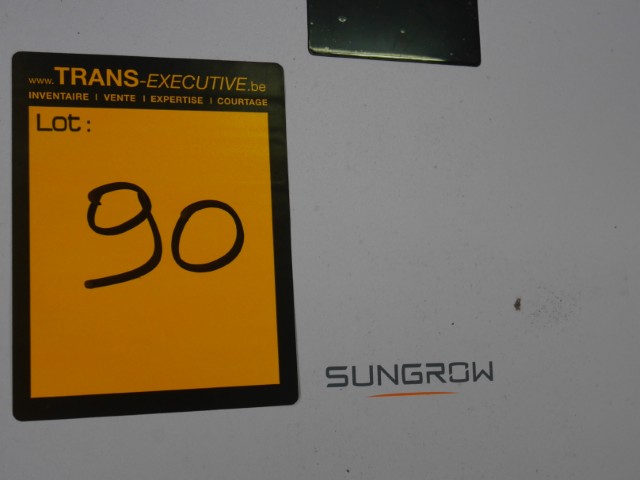 www.TRANS-EXECUTIVE.be
INVENTAIRE | VENTE | EXPERTISE | COURTAGE
Lot:
90
SUNGROW